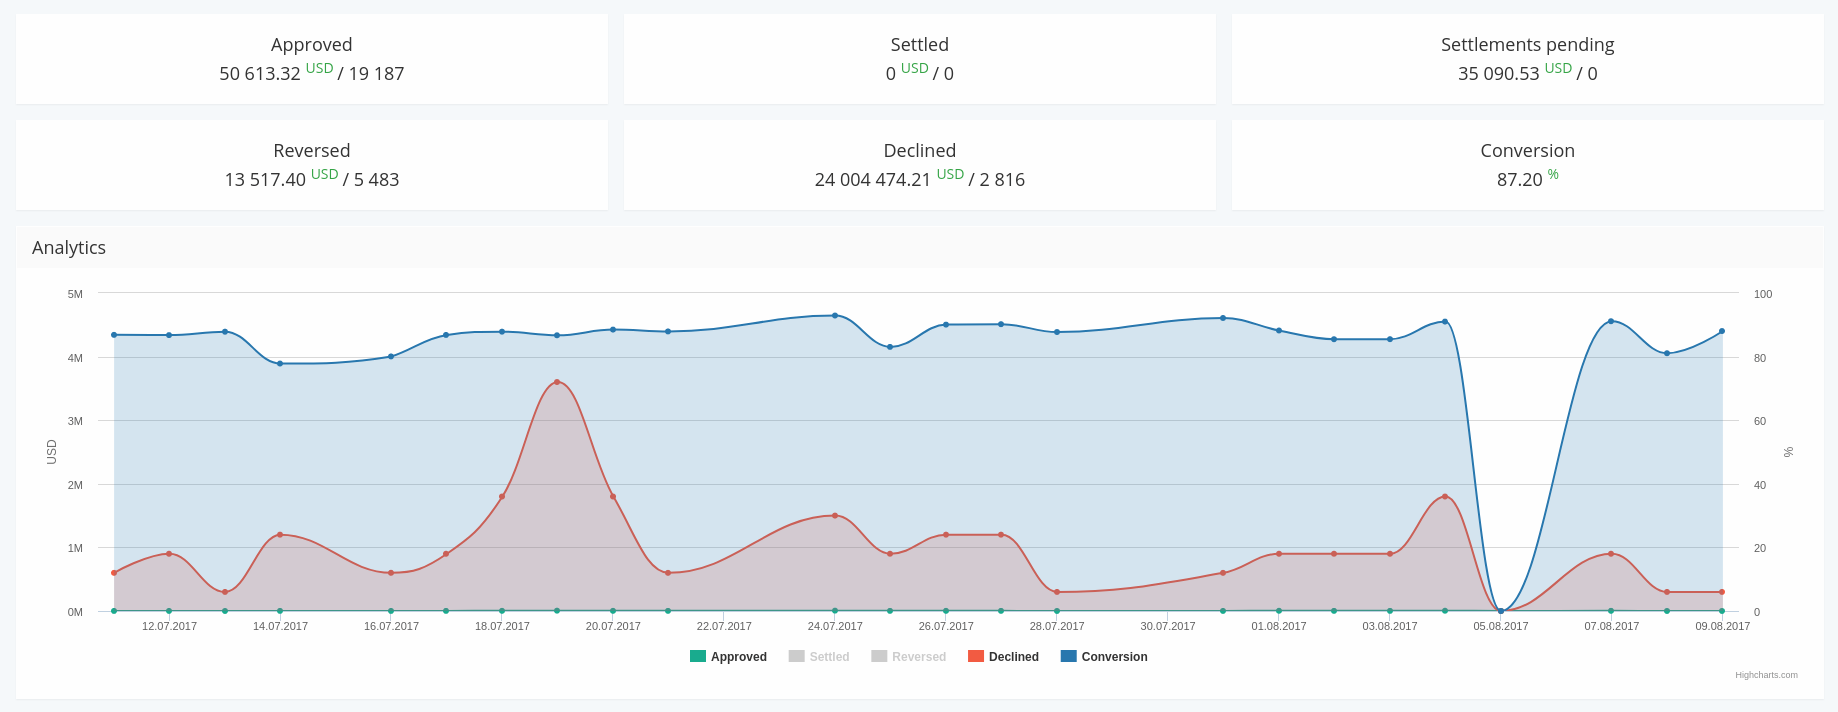 Approved
50 613.32 USD / 19 187
Settled
0 USD / 0
Settlements pending
35 090.53 USD / 0
Reversed
13 517.40 USD / 5 483
Declined
24 004 474.21 USD / 2 816
Conversion
87.20 %
Analytics
5M
4M
3M
2M
1M
0M
USD
100
80
60
40
20
0
%
12.07.2017 14.07.2017 16.07.2017 18.07.2017 20.07.2017 22.07.2017 24.07.2017 26.07.2017 28.07.2017 30.07.2017 01.08.2017 03.08.2017 05.08.2017 07.08.2017 09.08.2017
Approved Settled Reversed Declined Conversion
Highcharts.com